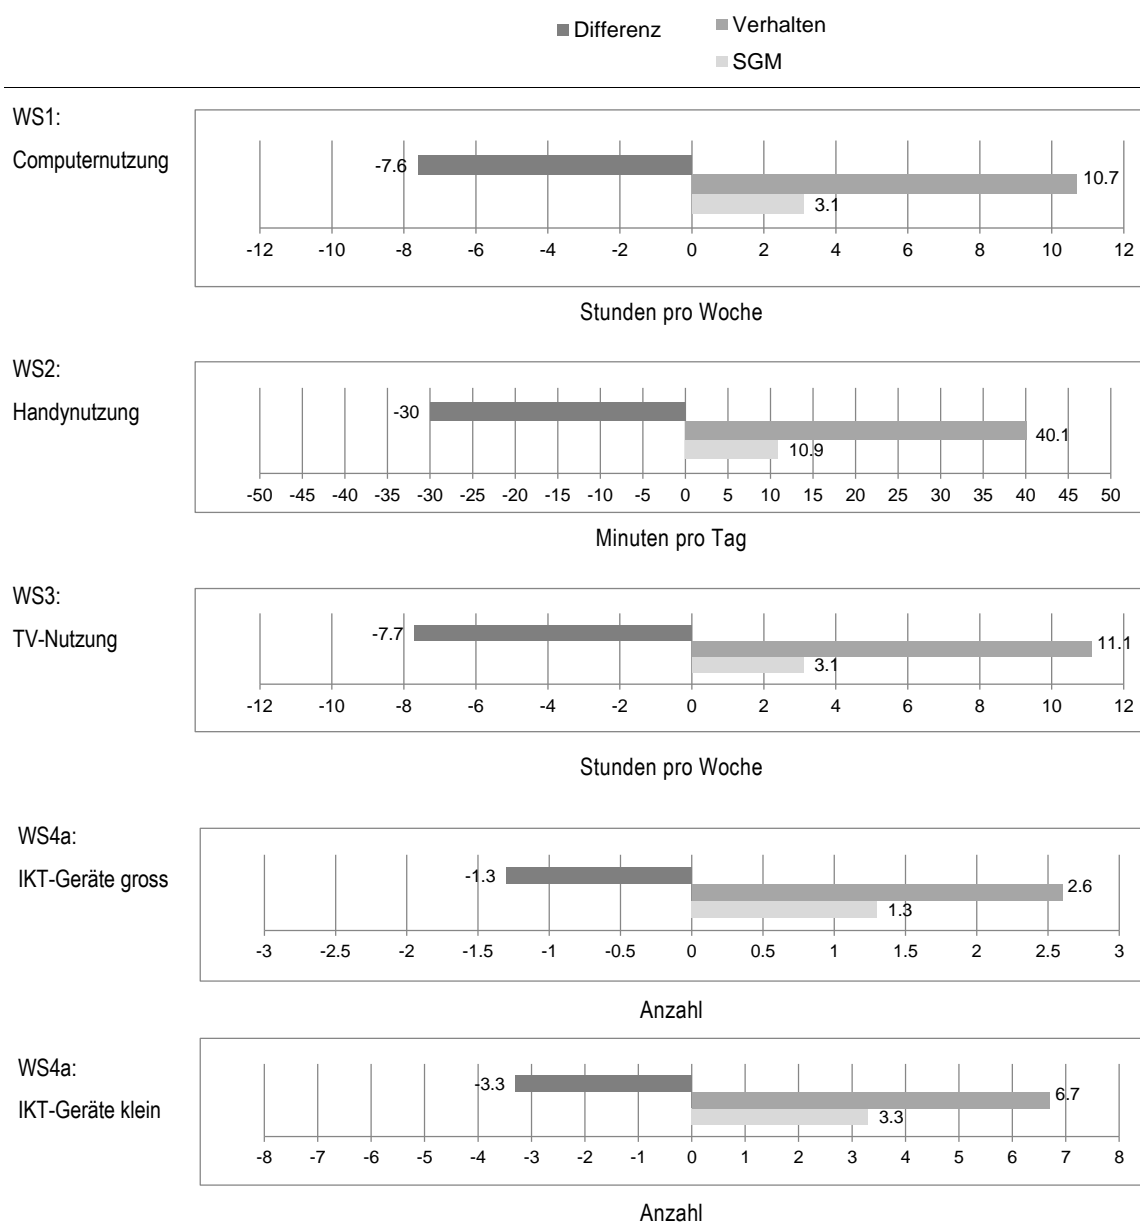 Differenz
Verhalten
SGM
WS1:
Computernutzung
-7.6
10.7
3.1
-12 -10 -8 -6 -4 -2 0 2 4 6 8 10 12
Stunden pro Woche
WS2:
Handynutzung
-30
40.1
10.9
-50 -45 -40 -35 -30 -25 -20 -15 -10 -5 0 5 10 15 20 25 30 35 40 45 50
Minuten pro Tag
WS3:
TV-Nutzung
-7.7
11.1
3.1
-12 -10 -8 -6 -4 -2 0 2 4 6 8 10 12
Stunden pro Woche
WS4a:
IKT-Geräte gross
-1.3
2.6
1.3
-3 -2.5 -2 -1.5 -1 -0.5 0 0.5 1 1.5 2 2.5 3
Anzahl
WS4a:
IKT-Geräte klein
-3.3
6.7
3.3
-8 -7 -6 -5 -4 -3 -2 -1 0 1 2 3 4 5 6 7 8
Anzahl